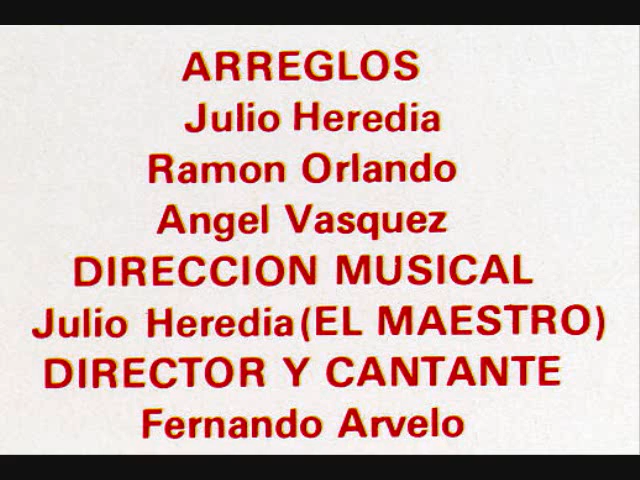 ARREGLOS
Julio Heredia
Ramon Orlando
Angel Vasquez
DIRECCION MUSICAL
Julio Heredia (EL MAESTRO)
DIRECTOR Y CANTANTE
Fernando Arvelo